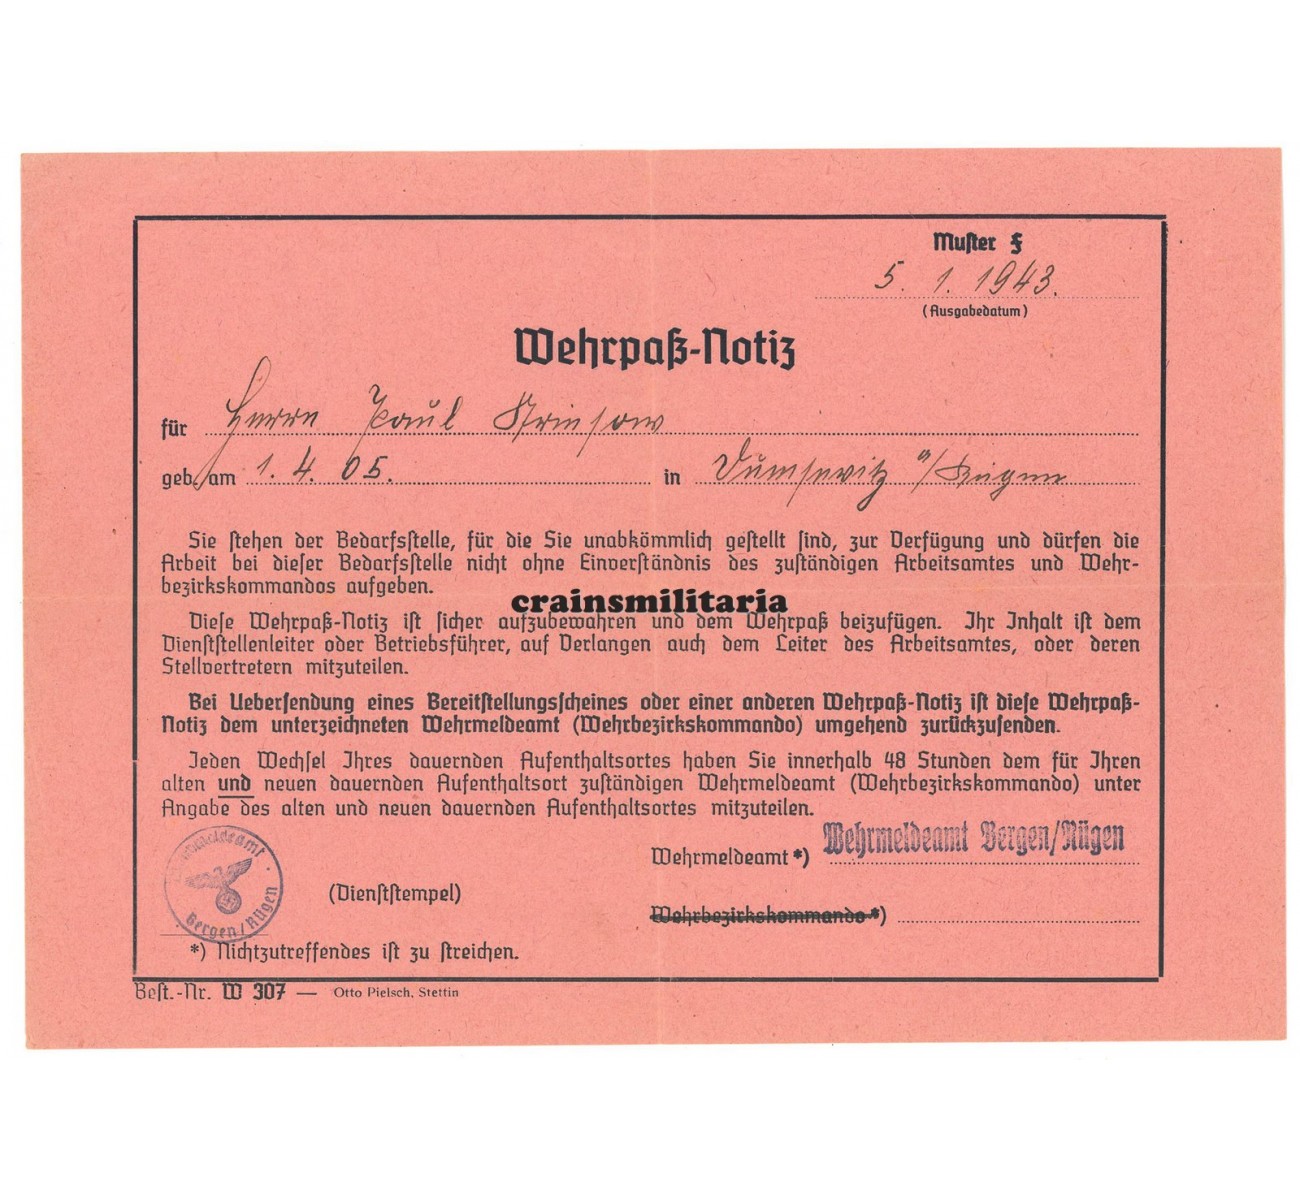 Muster F
5. 1. 1943.
(Ausgabedatum)
Wehrpaß-Notiz
für Herrn Paul
geb. am 1. 4. 05. in Dumsevitz a/Rügen
Sie stehen der Bedarfsstelle, für die Sie unabkömmlich gestellt sind, zur Verfügung und dürfen die
Arbeit bei dieser Bedarfsstelle nicht ohne Einverständnis des zuständigen Arbeitsamtes und Wehr-
bezirkskommandos aufgeben.
crainsmilitaria
Diese Wehrpaß-Notiz ist sicher aufzubewahren und dem Wehrpaß beizufügen. Ihr Inhalt ist dem
Dienststellenleiter oder Betriebsführer, auf Verlangen auch dem Leiter des Arbeitsamtes, oder deren
Stellvertretern mitzuteilen.
Bei Uebersendung eines Bereitstellungsscheines oder einer anderen Wehrpaß-Notiz ist diese Wehrpaß-
Notiz dem unterzeichneten Wehrmeldeamt (Wehrbezirkskommando) umgehend zurückzusenden.
Jeden Wechsel Ihres dauernden Aufenthaltsortes haben Sie innerhalb 48 Stunden dem für Ihren
alten und neuen dauernden Aufenthaltsort zuständigen Wehrmeldeamt (Wehrbezirkskommando) unter
Angabe des alten und neuen dauernden Aufenthaltsortes mitzuteilen.
Wehrmeldeamt *) Wehrmeldeamt Bergen/Rügen
Wehrmeldeamt
Bergen/Rügen
(Dienststempel)
Wehrbezirkskommando *)
*) Nichtzutreffendes ist zu streichen.
Best.-Nr. W 307 — Otto Pielsch, Stettin